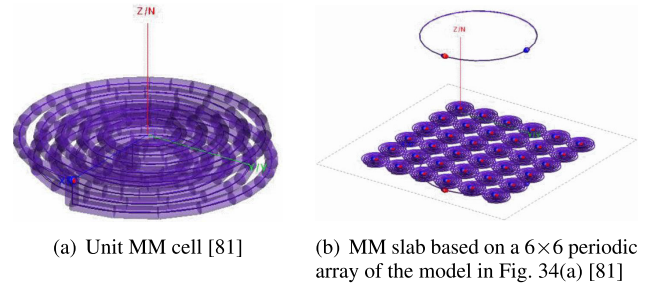 Z/N
Z/N
(a) Unit MM cell [81]
(b) MM slab based on a 6×6 periodic
array of the model in Fig. 34(a) [81]